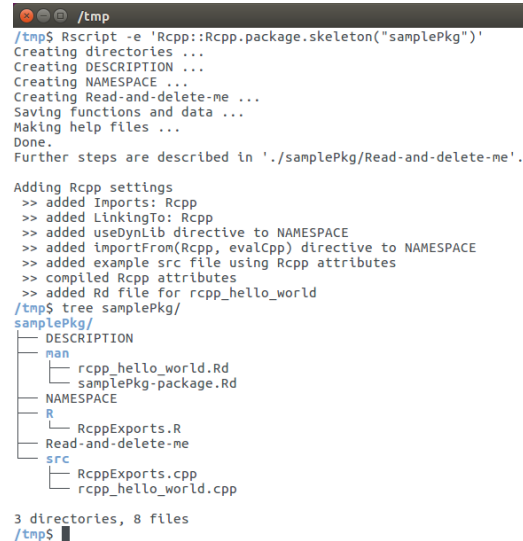 /tmp
/tmp$ Rscript -e 'Rcpp::Rcpp.package.skeleton("samplePkg")'
Creating directories ...
Creating DESCRIPTION ...
Creating NAMESPACE ...
Creating Read-and-delete-me ...
Saving functions and data ...
Making help files ...
Done.
Further steps are described in './samplePkg/Read-and-delete-me'.

Adding Rcpp settings
 >> added Imports: Rcpp
 >> added LinkingTo: Rcpp
 >> added useDynLib directive to NAMESPACE
 >> added importFrom(Rcpp, evalCpp) directive to NAMESPACE
 >> added example src file using Rcpp attributes
 >> compiled Rcpp attributes
 >> added Rd file for rcpp_hello_world
/tmp$ tree samplePkg/
samplePkg/
├── DESCRIPTION
├── man
│   ├── rcpp_hello_world.Rd
│   └── samplePkg-package.Rd
├── NAMESPACE
├── R
│   └── RcppExports.R
├── Read-and-delete-me
└── src
    ├── RcppExports.cpp
    └── rcpp_hello_world.cpp

3 directories, 8 files
/tmp$